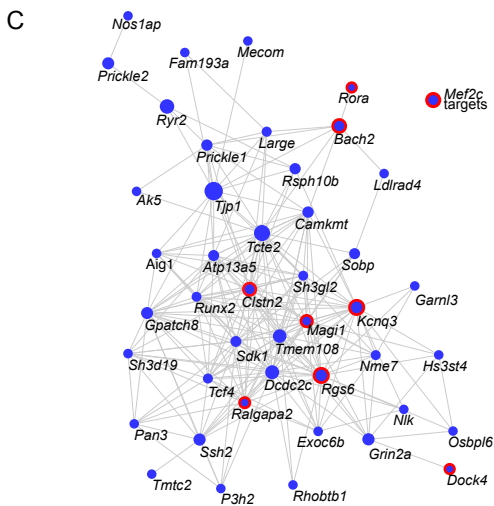 C
Nos1ap
Mecom
Prickle2
Fam193a
Rora
Mef2c
targets
Ryr2
Large
Bach2
Prickle1
Rsph10b
Ldlrad4
Ak5
Tjp1
Camkmt
Tcte2
Aig1
Atp13a5
Sobp
Sh3gl2
Clstn2
Garnl3
Runx2
Gpatch8
Magi1
Kcnq3
Sdk1
Tmem108
Sh3d19
Nme7
Hs3st4
Tcf4
Dcdc2c
Rgs6
Ralgapa2
Nlk
Pan3
Exoc6b
Osbpl6
Ssh2
Grin2a
Tmtc2
Dock4
P3h2
Rhobtb1